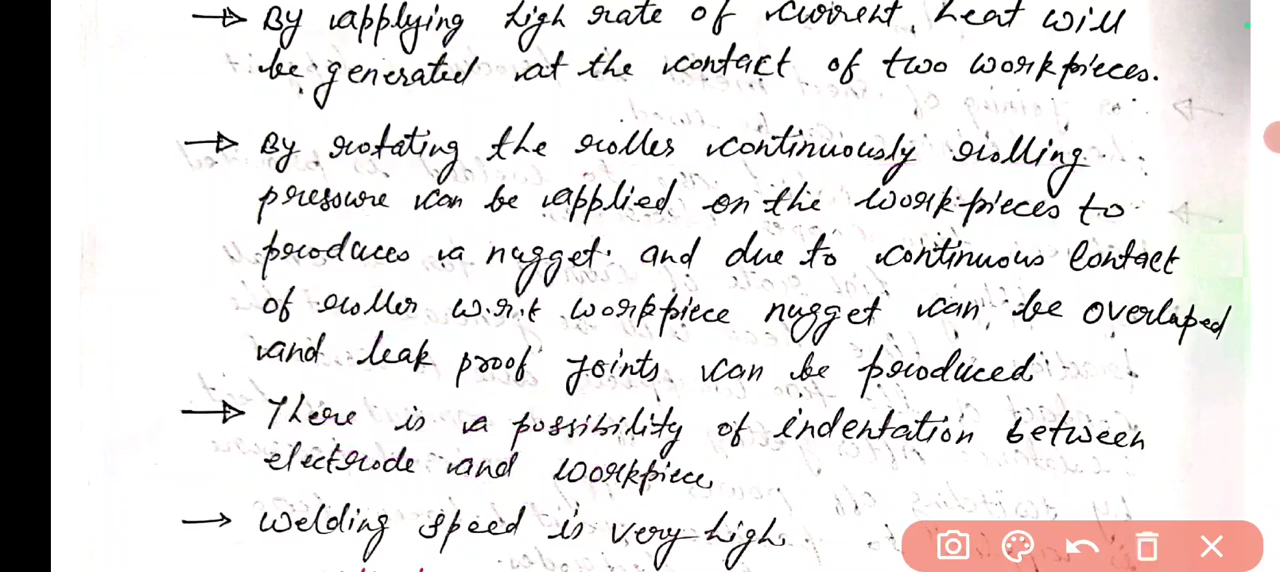 → By applying high rate of current, heat will
be generated at the contact of two workpieces.
→ By rotating the roller continuously rolling
pressure can be applied on the workpieces to
produces a nugget. and due to continuous contact
of roller w.r.t workpiece nugget can be overlaped
and leak proof joints can be produced
→ There is a possibility of indentation between
electrode and workpiece
→ Welding speed is very high.